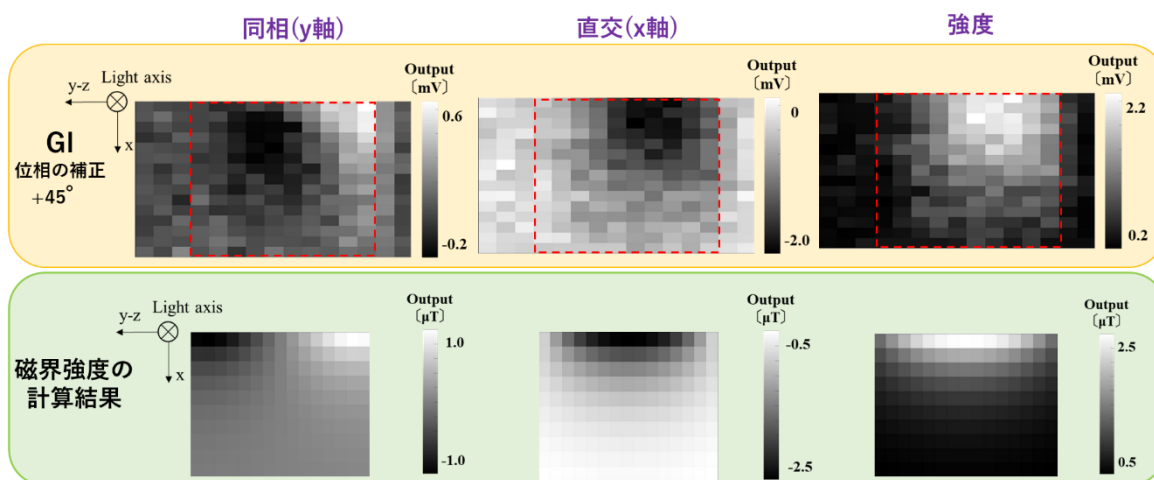 同相(y軸)
直交(x軸)
強度
y-z
Light axis
x
GI
位相の補正
+45°
Output
〔mV〕
0.6
-0.2
Output
〔mV〕
0
-2.0
Output
〔mV〕
2.2
0.2
y-z
Light axis
x
磁界強度の
計算結果
Output
〔μT〕
1.0
-1.0
Output
〔μT〕
-0.5
-2.5
Output
〔μT〕
2.5
0.5